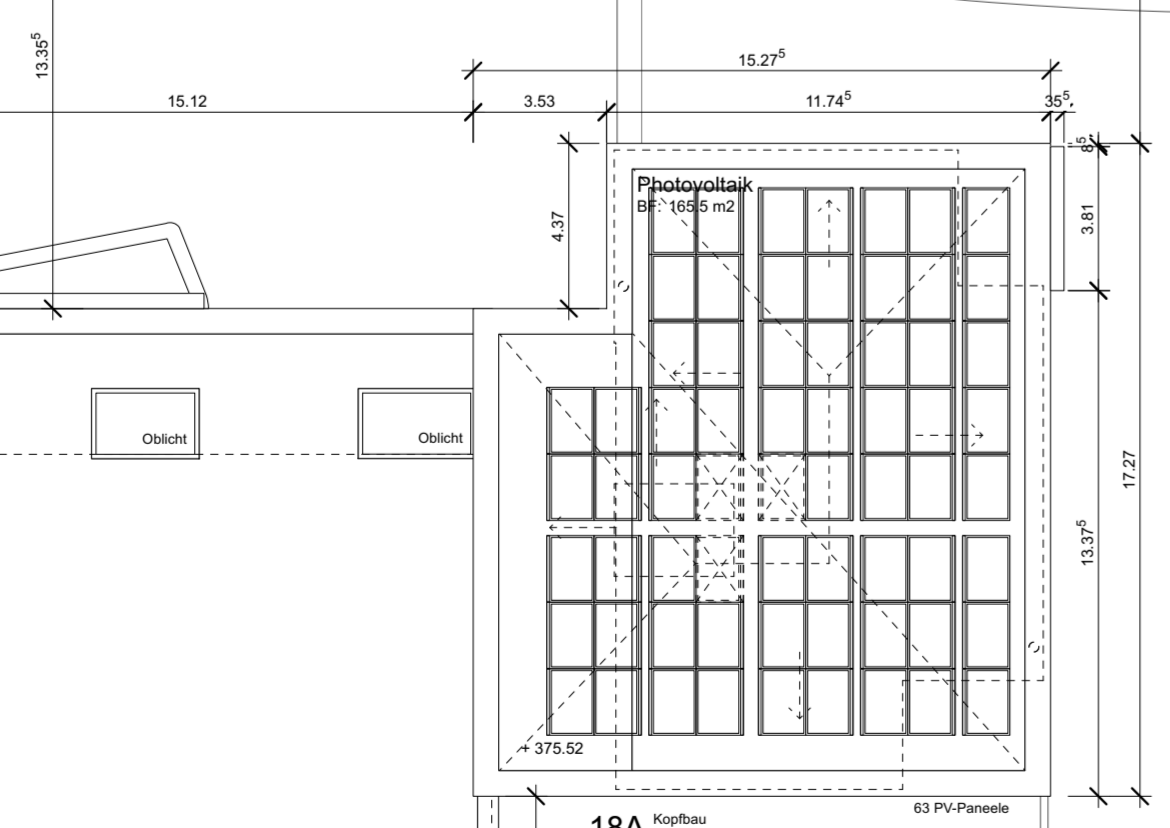 13.35⁵
15.27⁵
15.12
3.53
11.74⁵
35⁵
8⁵
Photovoltaik
BF: 165.5 m2
4.37
3.81
Oblicht
Oblicht
17.27
13.37⁵
+ 375.52
63 PV-Paneele
18A Kopfbau